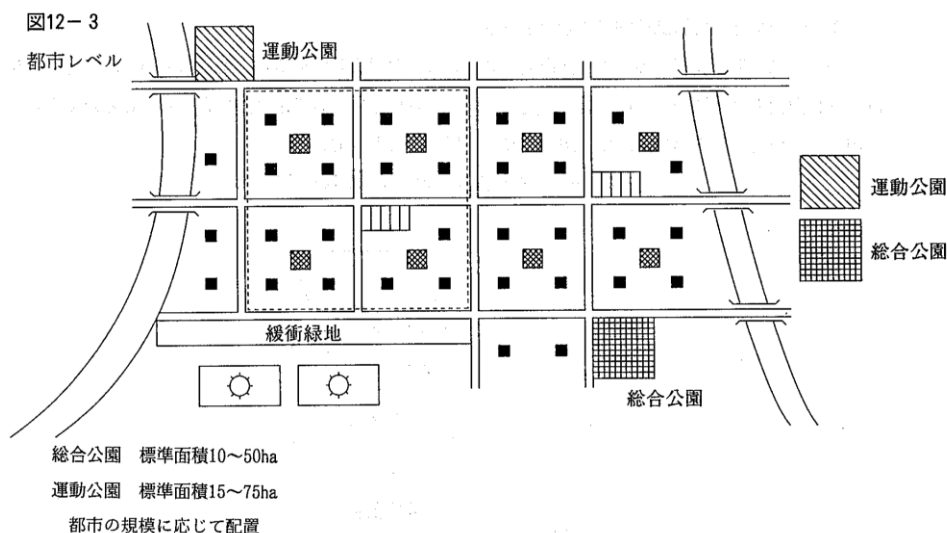 図12-3
都市レベル
運動公園
運動公園
総合公園
緩衝緑地
総合公園
総合公園 標準面積10～50ha
運動公園 標準面積15～75ha
都市の規模に応じて配置